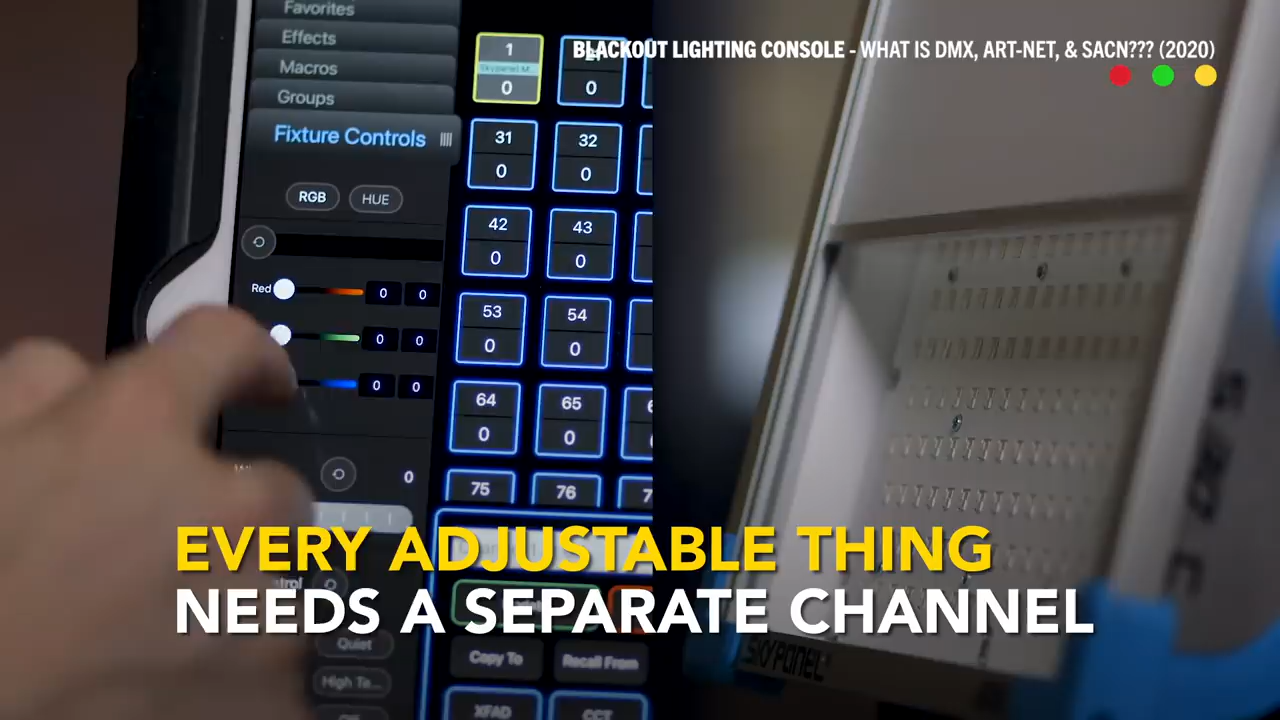 Favorites
Effects
Macros
Groups
Fixture Controls
RGB
HUE
Red
0
0
0
0
0
0
0
1
0
0
31
0
32
0
42
0
43
0
53
0
54
0
64
0
65
0
75
76
7
BLACKOUT LIGHTING CONSOLE - WHAT IS DMX, ART-NET, & SACN??? (2020)
EVERY ADJUSTABLE THING
NEEDS A SEPARATE CHANNEL
Quiet
High Te...
Copy To
Recall From
XFAD
CCT
SKYPANEL